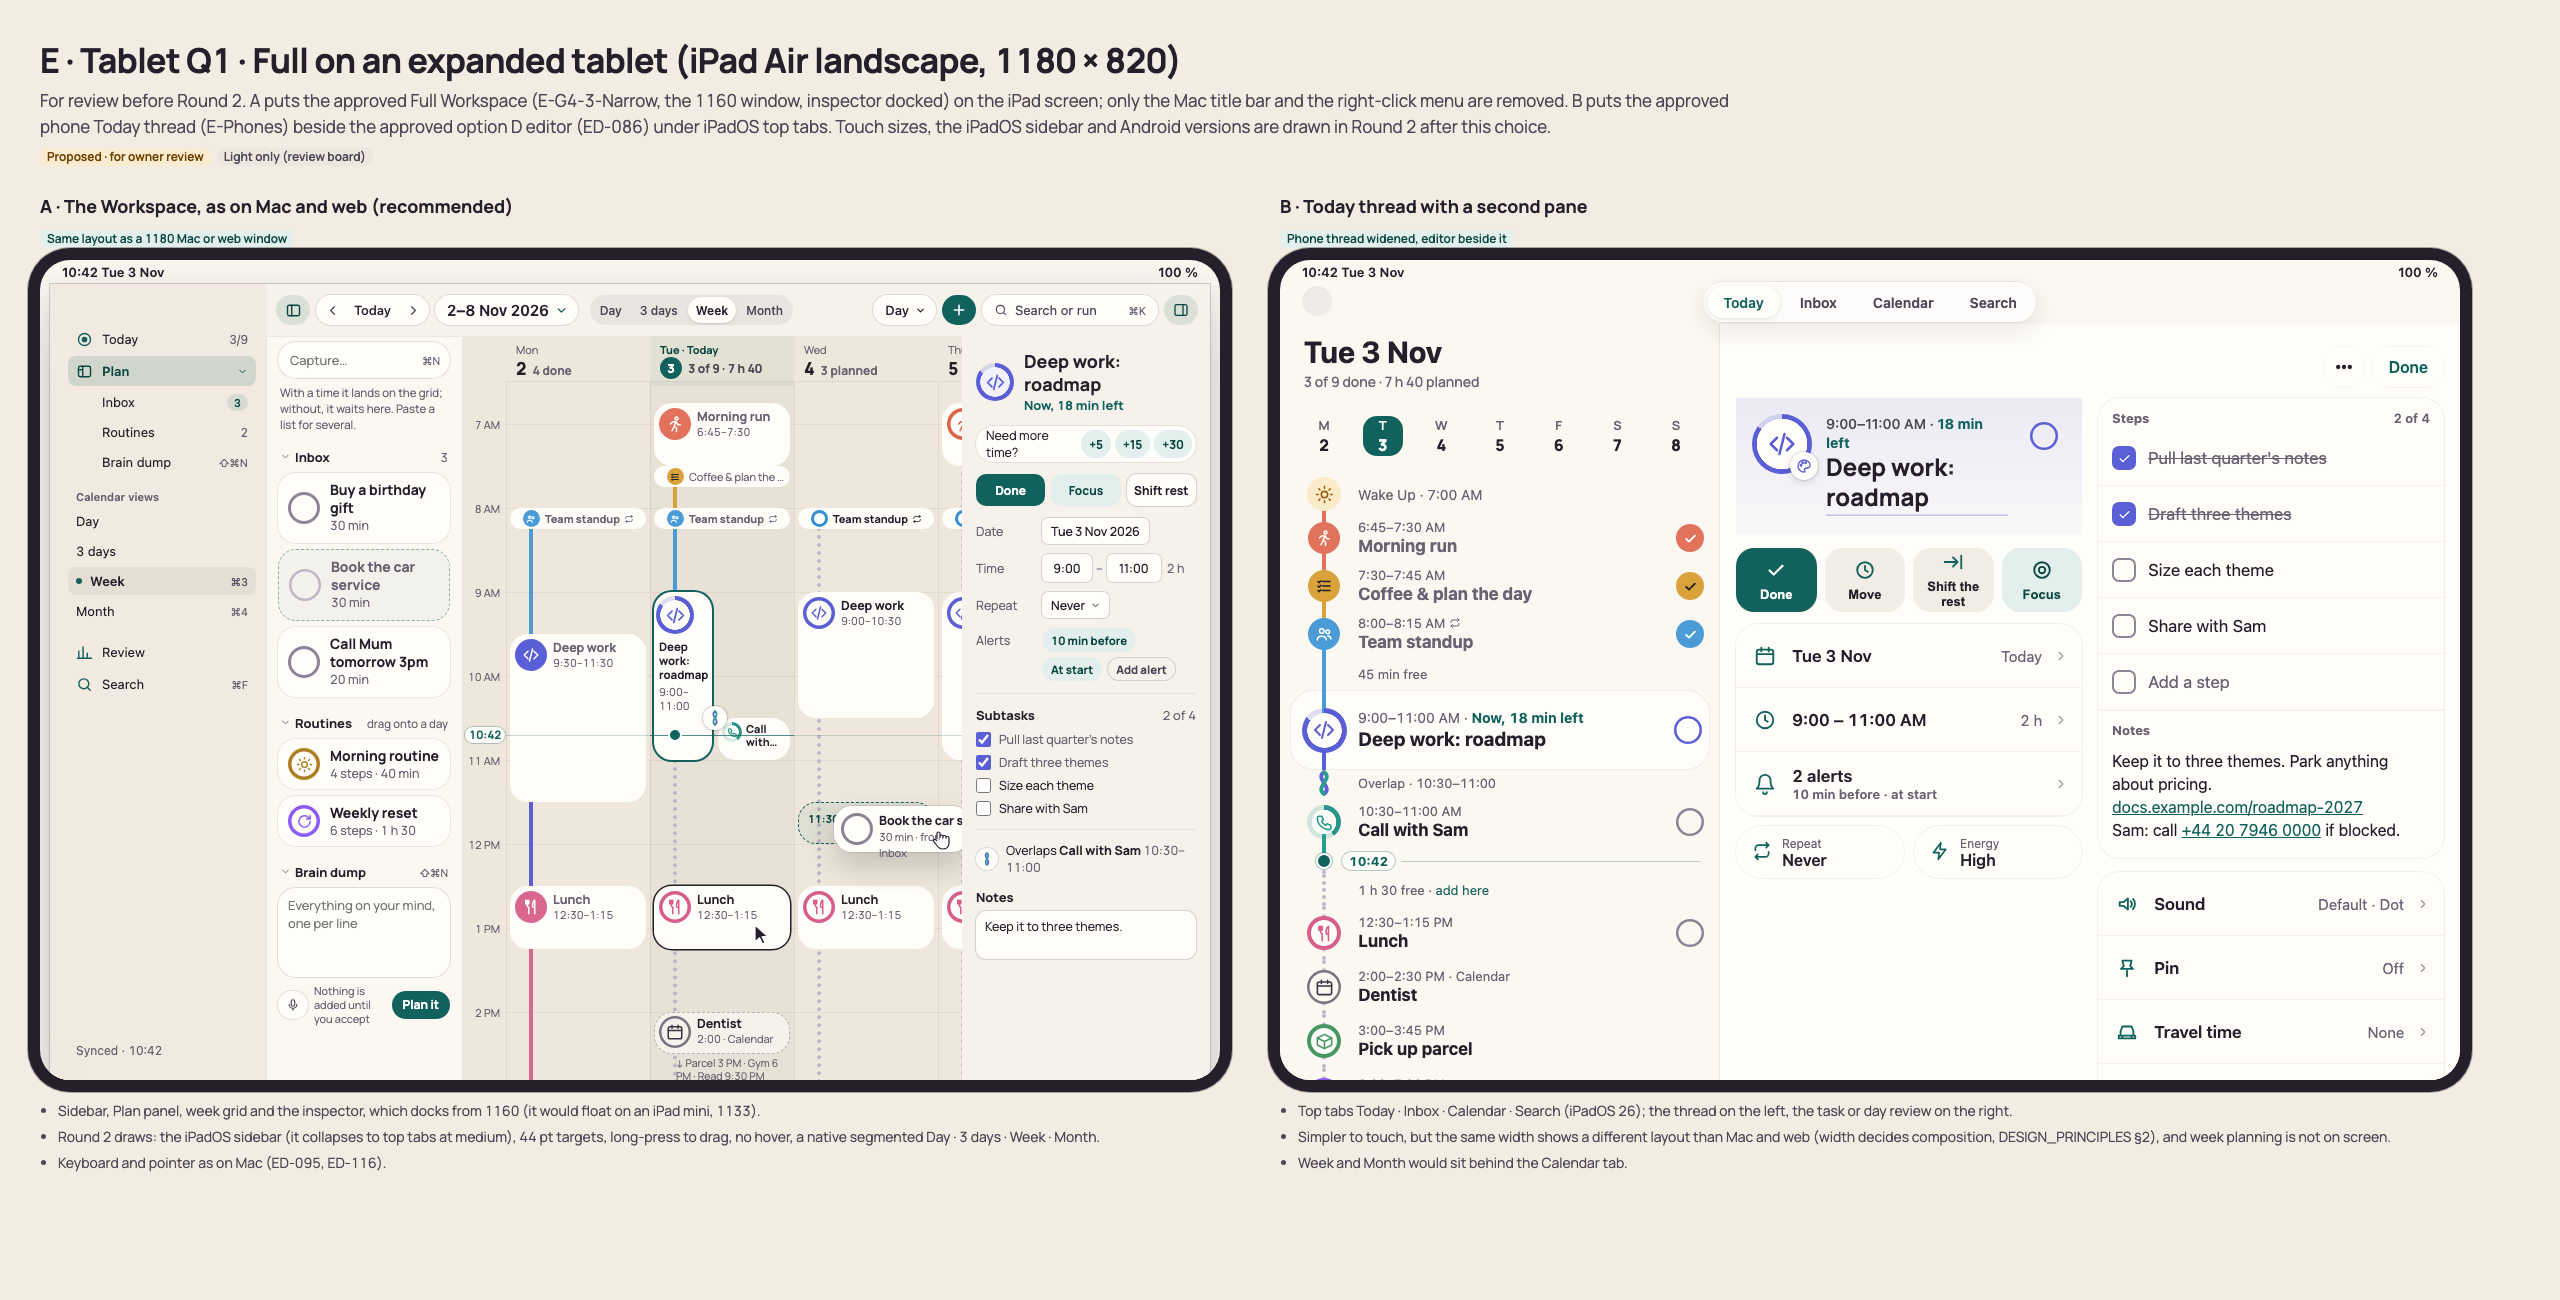 E · Tablet Q1 · Full on an expanded tablet (iPad Air landscape, 1180 × 820)
For review before Round 2. A puts the approved Full Workspace (E-G4-3-Narrow, the 1160 window, inspector docked) on the iPad screen; only the Mac title bar and the right-click menu are removed. B puts the approved
phone Today thread (E-Phones) beside the approved option D editor (ED-086) under iPadOS top tabs. Touch sizes, the iPadOS sidebar and Android versions are drawn in Round 2 after this choice.
Proposed · for owner review
Light only (review board)
A · The Workspace, as on Mac and web (recommended)
Same layout as a 1180 Mac or web window
10:42 Tue 3 Nov
100 %
Today 3/9
Plan
Inbox 3
Routines 2
Brain dump ⇧⌘N
Calendar views
Day
3 days
Week ⌘3
Month ⌘4
Review
Search ⌘F
Synced · 10:42
Today
2–8 Nov 2026
Day 3 days Week Month
Day
+
Search or run ⌘K
Capture... ⌘N
With a time it lands on the grid;
without, it waits here. Paste a
list for several.
Inbox 3
Buy a birthday
gift
30 min
Book the car
service
30 min
Call Mum
tomorrow 3pm
20 min
Routines drag onto a day
Morning routine
4 steps · 40 min
Weekly reset
6 steps · 1 h 30
Brain dump ⇧⌘N
Everything on your mind,
one per line
Nothing is
added until
you accept
Plan it
Mon
2 4 done
Tue · Today
3 3 of 9 · 7 h 40
Wed
4 3 planned
Th
5
7 AM
8 AM
9 AM
10 AM
10:42
11 AM
12 PM
1 PM
2 PM
Team standup
Deep work
9:30–11:30
Lunch
12:30–1:15
Morning run
6:45–7:30
Coffee & plan the ...
Team standup
Deep
work:
roadmap
9:00–
11:00
Call
with...
Lunch
12:30–1:15
Dentist
2:00 · Calendar
↓ Parcel 3 PM · Gym 6
PM · Read 9:30 PM
Team standup
Deep work
9:00–10:30
11:30
Book the car s
30 min · from
Inbox
Lunch
12:30–1:15
Deep work:
roadmap
Now, 18 min left
Need more
time?
+5 +15 +30
Done Focus Shift rest
Date Tue 3 Nov 2026
Time 9:00 – 11:00 2 h
Repeat Never
Alerts 10 min before
At start Add alert
Subtasks 2 of 4
Pull last quarter's notes
Draft three themes
Size each theme
Share with Sam
Overlaps Call with Sam 10:30–
11:00
Notes
Keep it to three themes.
• Sidebar, Plan panel, week grid and the inspector, which docks from 1160 (it would float on an iPad mini, 1133).
• Round 2 draws: the iPadOS sidebar (it collapses to top tabs at medium), 44 pt targets, long-press to drag, no hover, a native segmented Day · 3 days · Week · Month.
• Keyboard and pointer as on Mac (ED-095, ED-116).
B · Today thread with a second pane
Phone thread widened, editor beside it
10:42 Tue 3 Nov
100 %
Today Inbox Calendar Search
Tue 3 Nov
3 of 9 done · 7 h 40 planned
M T W T F S S
2 3 4 5 6 7 8
Wake Up · 7:00 AM
6:45–7:30 AM
Morning run
7:30–7:45 AM
Coffee & plan the day
8:00–8:15 AM
Team standup
45 min free
9:00–11:00 AM · Now, 18 min left
Deep work: roadmap
Overlap · 10:30–11:00
10:30–11:00 AM
Call with Sam
10:42
1 h 30 free · add here
12:30–1:15 PM
Lunch
2:00–2:30 PM · Calendar
Dentist
3:00–3:45 PM
Pick up parcel
••• Done
9:00–11:00 AM · 18 min
left
Deep work:
roadmap
Done
Move
Shift the
rest
Focus
Tue 3 Nov Today
9:00 – 11:00 AM 2 h
2 alerts
10 min before · at start
Repeat
Never
Energy
High
Steps 2 of 4
Pull last quarter's notes
Draft three themes
Size each theme
Share with Sam
Add a step
Notes
Keep it to three themes. Park anything
about pricing.
docs.example.com/roadmap-2027
Sam: call +44 20 7946 0000 if blocked.
Sound Default · Dot
Pin Off
Travel time None
• Top tabs Today · Inbox · Calendar · Search (iPadOS 26); the thread on the left, the task or day review on the right.
• Simpler to touch, but the same width shows a different layout than Mac and web (width decides composition, DESIGN_PRINCIPLES §2), and week planning is not on screen.
• Week and Month would sit behind the Calendar tab.